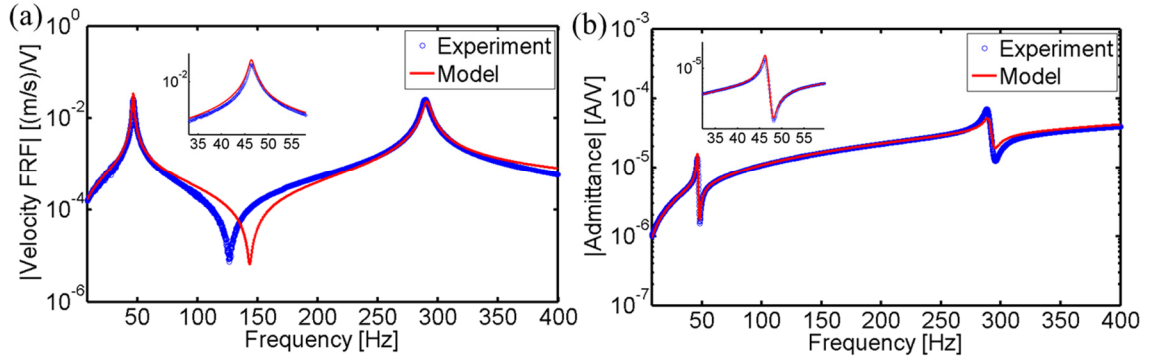 (a)
|Velocity FRF| [(m/s)/V]
10^0
10^-2
10^-4
10^-6
Experiment
Model
10^-2
35 40 45 50 55
50 100 150 200 250 300 350 400
Frequency [Hz]
(b)
|Admittance| [A/V]
10^-3
10^-4
10^-5
10^-6
10^-7
Experiment
Model
10^-5
35 40 46 50 55
50 100 150 200 250 300 350 400
Frequency [Hz]